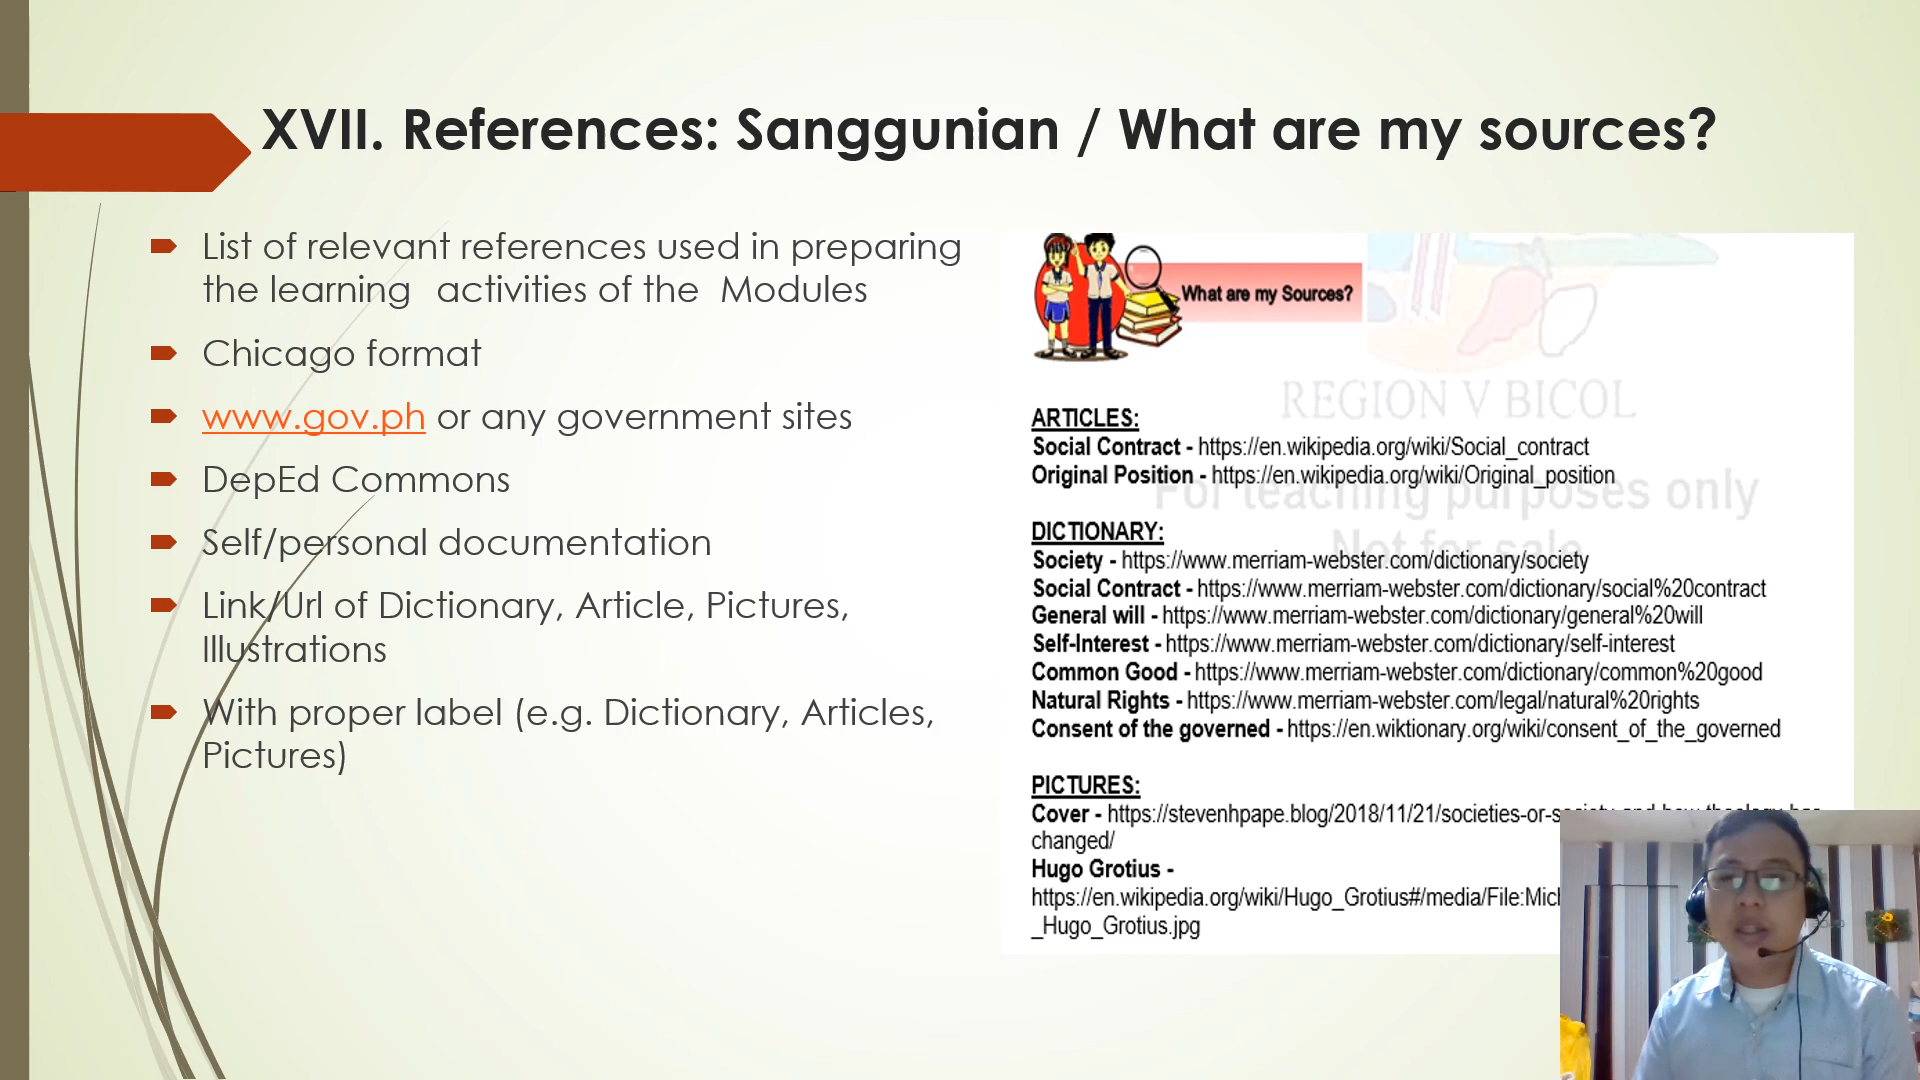 XVII. References: Sanggunian / What are my sources?
List of relevant references used in preparing
the learning activities of the Modules
Chicago format
www.gov.ph or any government sites
DepEd Commons
Self/personal documentation
Link/Url of Dictionary, Article, Pictures,
Illustrations
With proper label (e.g. Dictionary, Articles,
Pictures)
What are my Sources?
REGION V BICOL
ARTICLES:
Social Contract - https://en.wikipedia.org/wiki/Social_contract
Original Position - https://en.wikipedia.org/wiki/Original_position
For teaching purposes only
Not for sale
DICTIONARY:
Society - https://www.merriam-webster.com/dictionary/society
Social Contract - https://www.merriam-webster.com/dictionary/social%20contract
General will - https://www.merriam-webster.com/dictionary/general%20will
Self-Interest - https://www.merriam-webster.com/dictionary/self-interest
Common Good - https://www.merriam-webster.com/dictionary/common%20good
Natural Rights - https://www.merriam-webster.com/legal/natural%20rights
Consent of the governed - https://en.wiktionary.org/wiki/consent_of_the_governed
PICTURES:
Cover - https://stevenhpape.blog/2018/11/21/societies-or-s
changed/
Hugo Grotius -
https://en.wikipedia.org/wiki/Hugo_Grotius#/media/File:Mic
_Hugo_Grotius.jpg